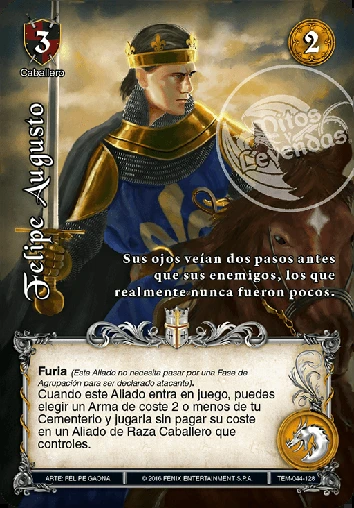 3
2
Caballero
Mitos
y
Leyendas
Felipe Augusto
Sus ojos veían dos pasos antes
que sus enemigos, los que
realmente nunca fueron pocos.
Furia (Este Aliado no necesita pasar por una Fase de
Agrupación para ser declarado atacante).
Cuando este Aliado entra en juego, puedes
elegir un Arma de coste 2 o menos de tu
Cementerio y jugarla sin pagar su coste
en un Aliado de Raza Caballero que
controles.
ARTE: FELIPE GAONA
© 2016 FENIX ENTERTAINMENT S.P.A.
TEM-044-128